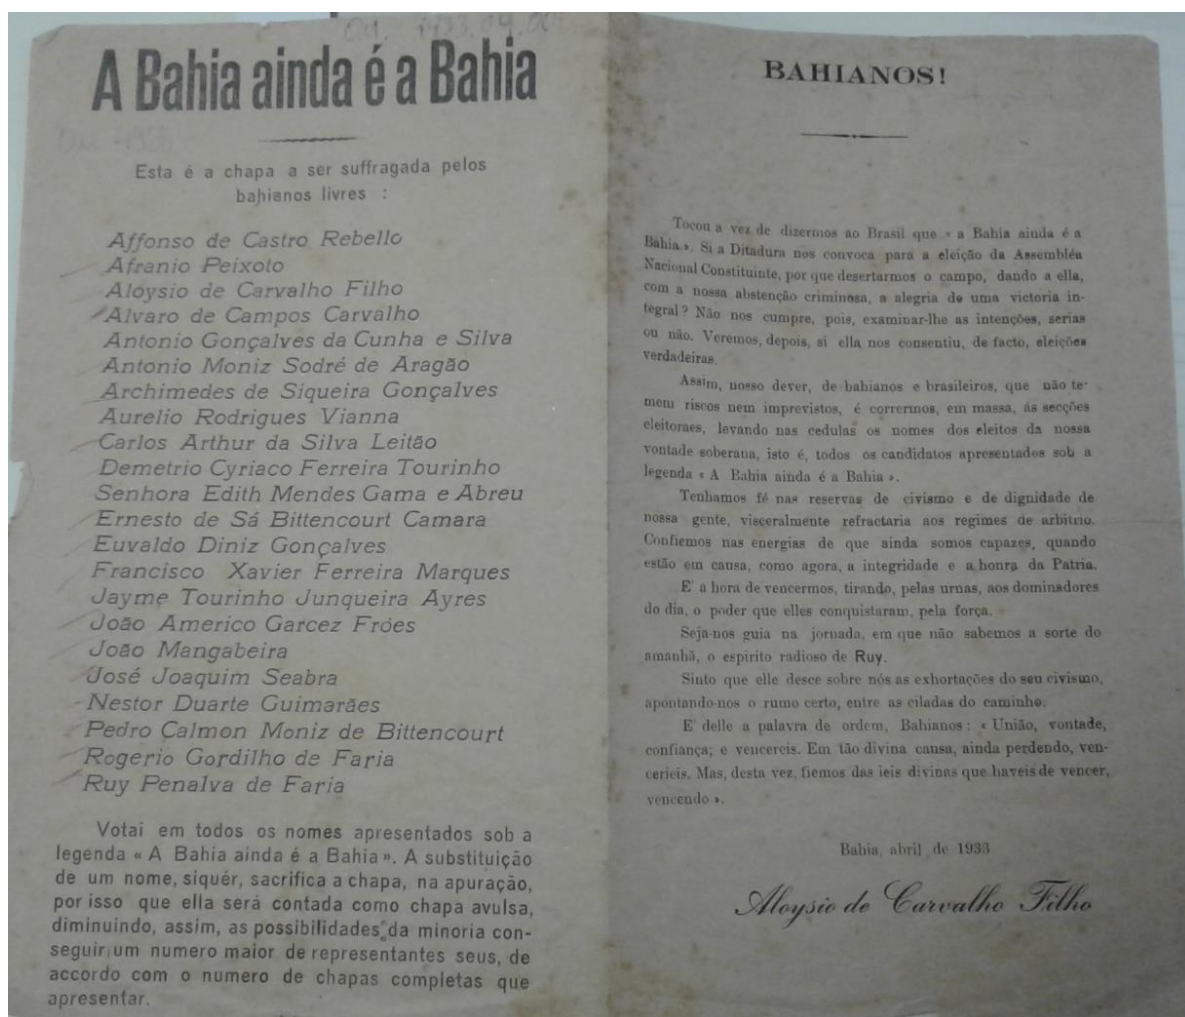 A Bahia ainda é a Bahia
Esta é a chapa a ser suffragada pelos
bahianos livres :
Affonso de Castro Rebello
Afranio Peixoto
Aloysio de Carvalho Filho
Alvaro de Campos Carvalho
Antonio Gonçalves da Cunha e Silva
Antonio Moniz Sodré de Aragão
Archimedes de Siqueira Gonçalves
Aurelio Rodrigues Vianna
Carlos Arthur da Silva Leitão
Demetrio Cyriaco Ferreira Tourinho
Senhora Edith Mendes Gama e Abreu
Ernesto de Sá Bittencourt Camara
Euvaldo Diniz Gonçalves
Francisco Xavier Ferreira Marques
Jayme Tourinho Junqueira Ayres
João Americo Garcez Fróes
João Mangabeira
José Joaquim Seabra
Nestor Duarte Guimarães
Pedro Calmon Moniz de Bittencourt
Rogerio Gordilho de Faria
Ruy Penalva de Faria
Votai em todos os nomes apresentados sob a
legenda « A Bahia ainda é a Bahia ». A substituição
de um nome, siquér, sacrifica a chapa, na apuração,
por isso que ella será contada como chapa avulsa,
diminuindo, assim, as possibilidades da minoria con-
seguir um numero maior de representantes seus, de
accordo com o numero de chapas completas que
apresentar.
BAHIANOS!
Tocou a vez de dizermos ao Brasil que « a Bahia ainda é a
Bahia ». Si a Ditadura nos convoca para a eleição da Assembléa
Nacional Constituinte, por que desertarmos o campo, dando a ella,
com a nossa abstenção criminosa, a alegria de uma victoria in-
tegral ? Não nos cumpre, pois, examinar-lhe as intenções, serias
ou não. Veremos, depois, si ella nos consentiu, de facto, eleições
verdadeiras.
Assim, nosso dever, de bahianos e brasileiros, que não te-
mem riscos nem imprevistos, é corrermos, em massa, ás secções
eleitoraes, levando nas cedulas os nomes dos eleitos da nossa
vontade soberana, isto é, todos os candidatos apresentados sob a
legenda « A Bahia ainda é a Bahia ».
Tenhamos fé nas reservas de civismo e de dignidade de
nossa gente, visceralmente refractaria aos regimes de arbitrio.
Confiemos nas energias de que ainda somos capazes, quando
estão em causa, como agora, a integridade e a honra da Patria.
E' a hora de vencermos, tirando, pelas urnas, aos dominadores
do dia, o poder que elles conquistaram, pela força.
Seja-nos guia na jornada, em que não sabemos a sorte do
amanhã, o espirito radioso de Ruy.
Sinto que elle desce sobre nós as exhortações do seu civismo,
apontando-nos o rumo certo, entre as ciladas do caminho.
E' delle a palavra de ordem, Bahianos : « União, vontade,
confiança; e vencereis. Em tão divina causa, ainda perdendo, ven-
cerieis. Mas, desta vez, fiemos das leis divinas que haveis de vencer,
vencendo ».
Bahia, abril de 1933
Aloysio de Carvalho Filho